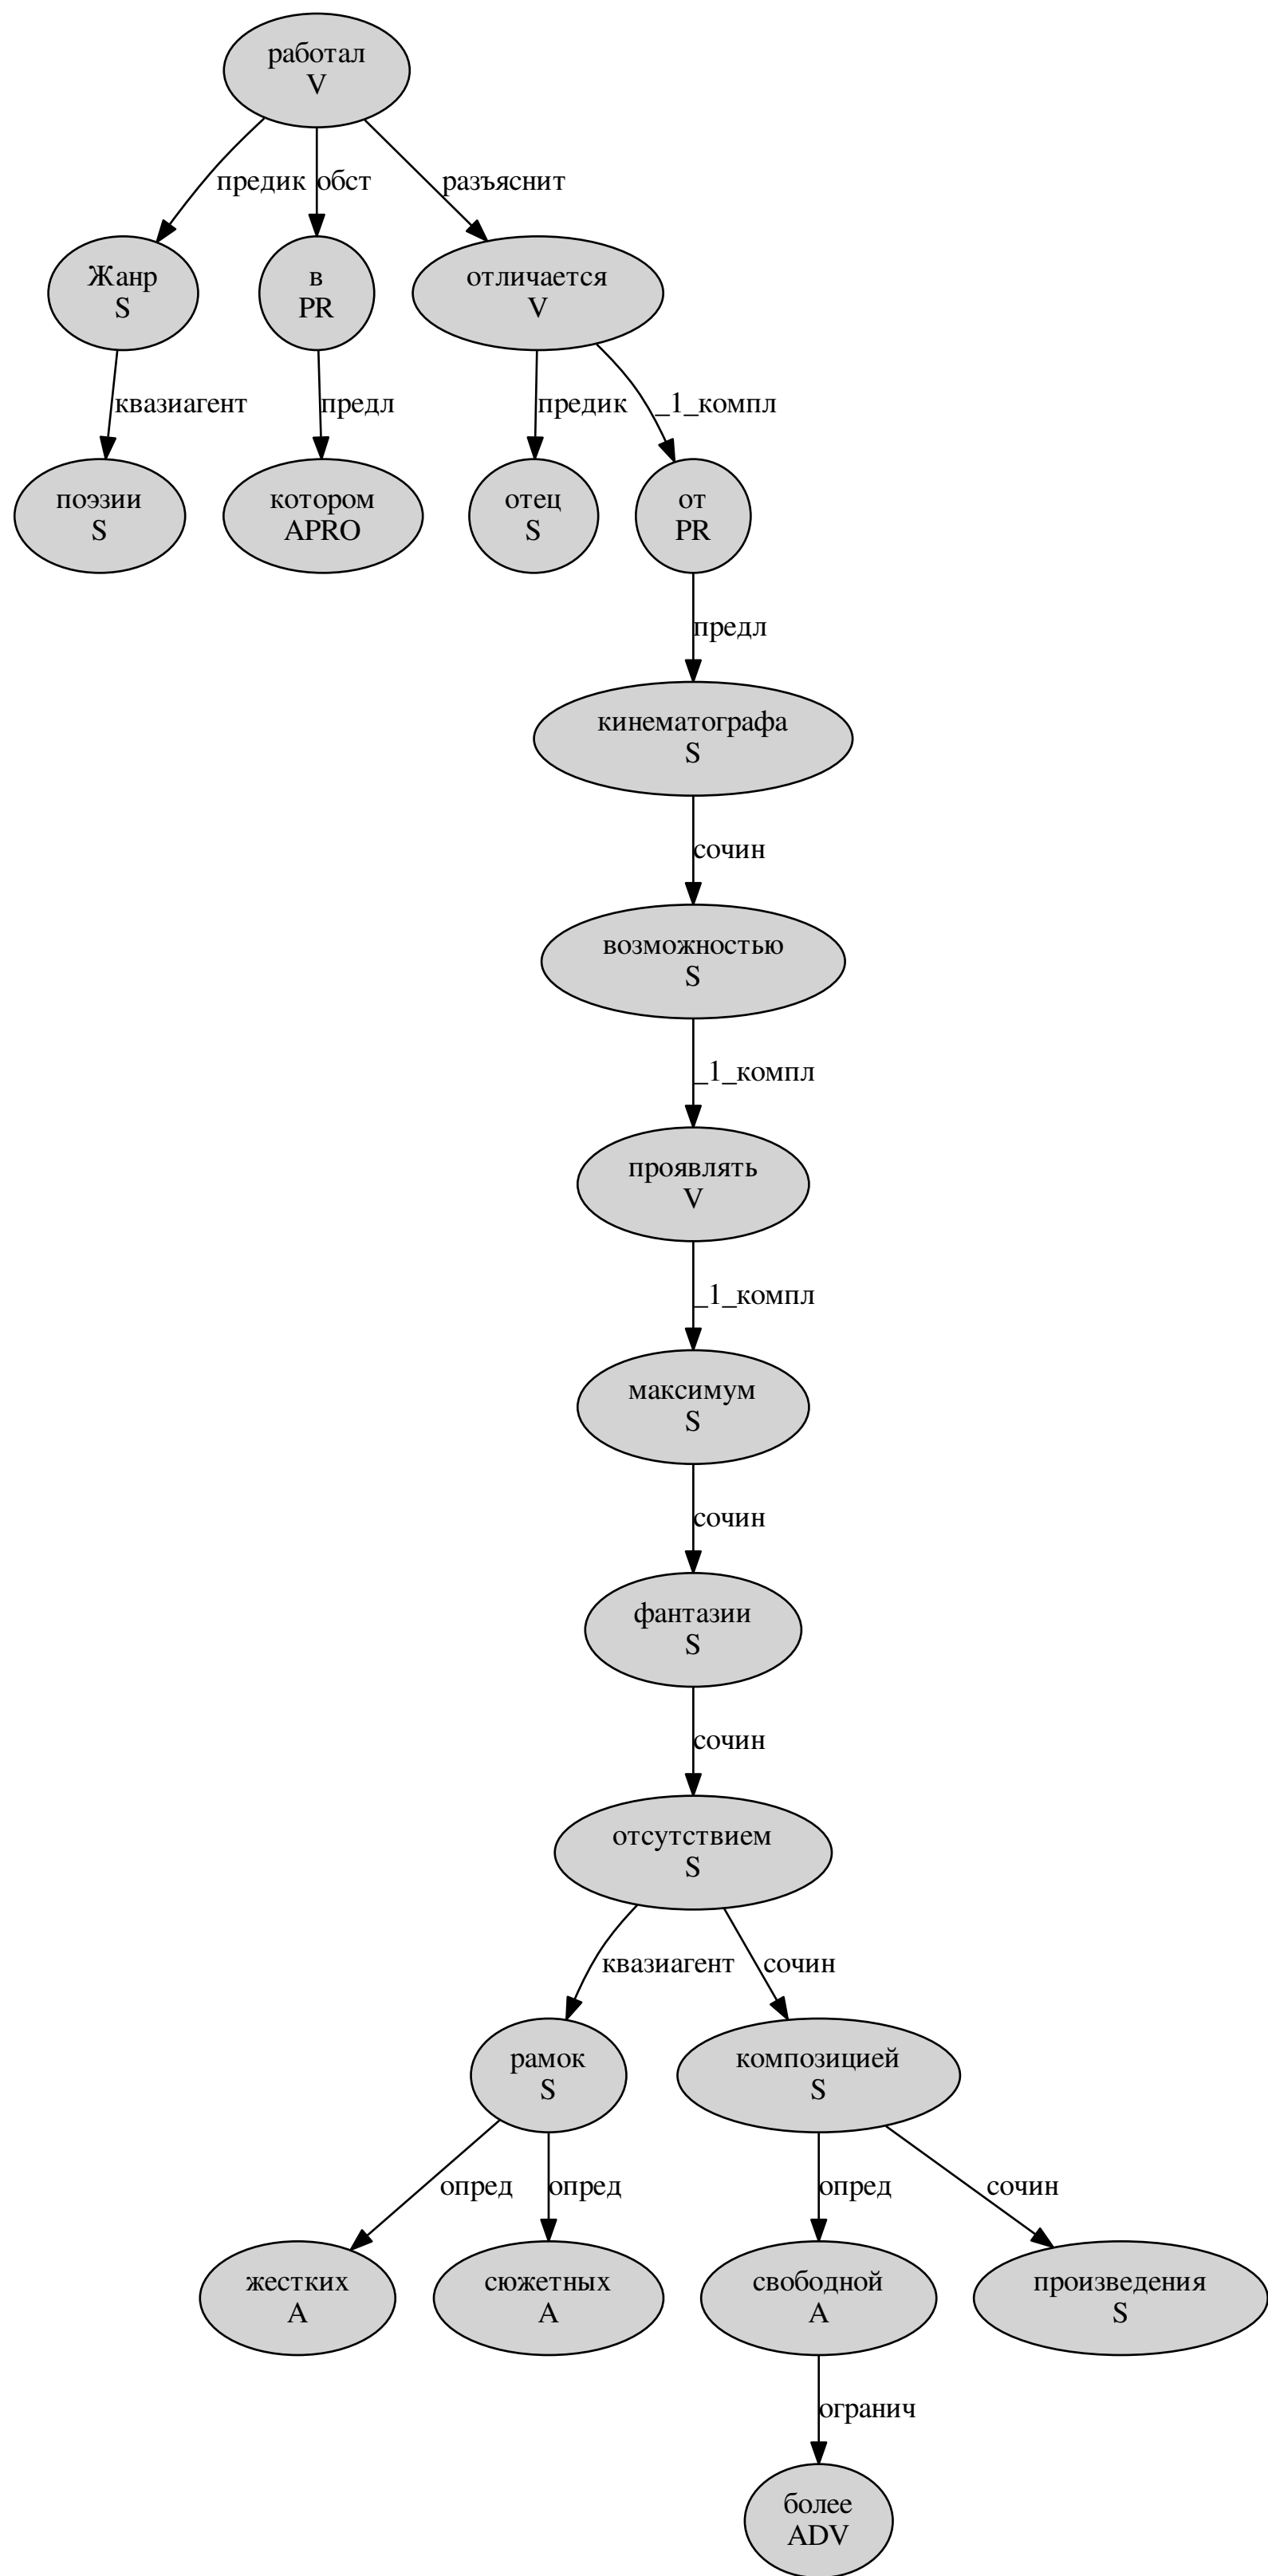 работал
V
предик
обст
разъяснит
Жанр
S
в
PR
отличается
V
квазиагент
предл
предик
_1_компл
поэзии
S
котором
APRO
отец
S
от
PR
предл
кинематографа
S
сочин
возможностью
S
_1_компл
проявлять
V
_1_компл
максимум
S
сочин
фантазии
S
сочин
отсутствием
S
квазиагент
сочин
рамок
S
композицией
S
опред
опред
опред
сочин
жестких
A
сюжетных
A
свободной
A
произведения
S
огранич
более
ADV